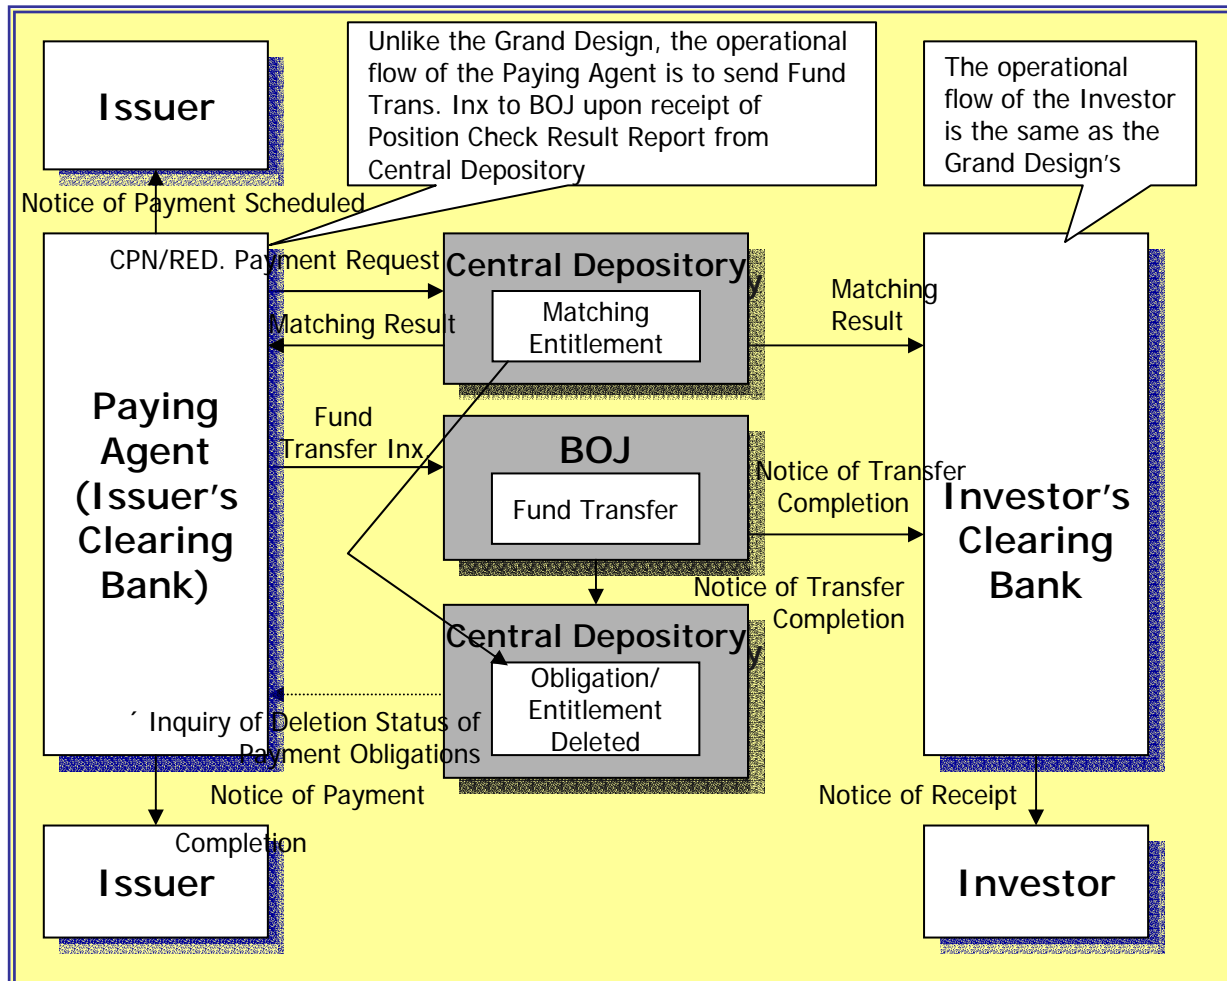 Issuer
Unlike the Grand Design, the operational
flow of the Paying Agent is to send Fund
Trans. Inx to BOJ upon receipt of
Position Check Result Report from
Central Depository
The operational
flow of the Investor
is the same as the
Grand Design's
Notice of Payment Scheduled
CPN/RED. Payment Request
Central Depository
Matching
Entitlement
Matching Result
Matching
Result
Paying
Agent
(Issuer's
Clearing
Bank)
Fund
Transfer Inx.
BOJ
Fund Transfer
Notice of Transfer
Completion
Investor's
Clearing
Bank
Notice of Transfer
Completion
Central Depository
Obligation/
Entitlement
Deleted
´ Inquiry of Deletion Status of
Payment Obligations
Notice of Payment
Completion
Notice of Receipt
Issuer
Investor